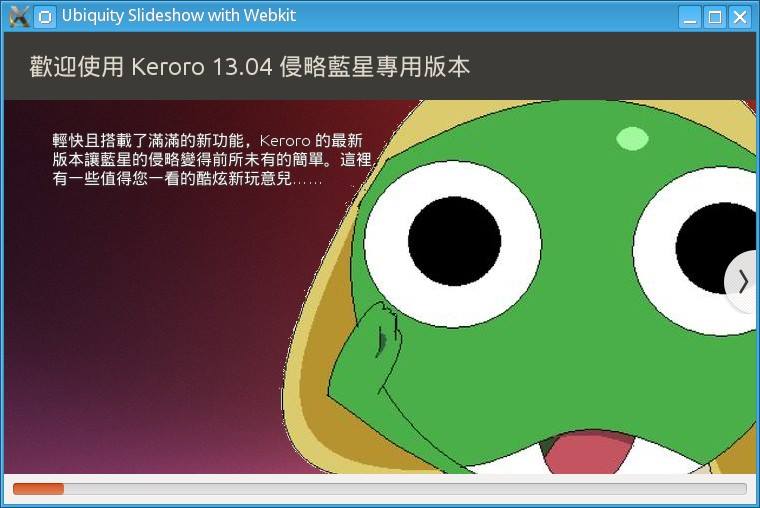 Ubiquity Slideshow with Webkit
歡迎使用 Keroro 13.04 侵略藍星專用版本
輕快且搭載了滿滿的新功能，Keroro 的最新
版本讓藍星的侵略變得前所未有的簡單。這裡
有一些值得您一看的酷炫新玩意兒……